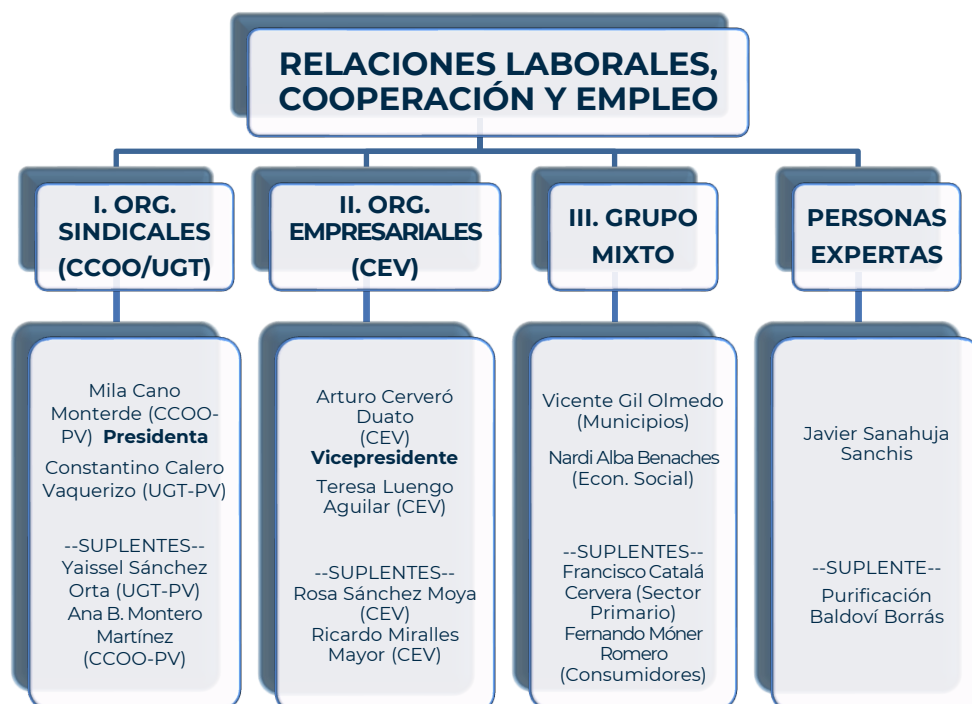 RELACIONES LABORALES,
COOPERACIÓN Y EMPLEO
I. ORG.
SINDICALES
(CCOO/UGT)
II. ORG.
EMPRESARIALES
(CEV)
III. GRUPO
MIXTO
PERSONAS
EXPERTAS
Mila Cano
Monterde (CCOO-
PV) Presidenta
Constantino Calero
Vaquerizo (UGT-PV)
--SUPLENTES--
Yaissel Sánchez
Orta (UGT-PV)
Ana B. Montero
Martínez
(CCOO-PV)
Arturo Cerveró
Duato
(CEV)
Vicepresidente
Teresa Luengo
Aguilar (CEV)
--SUPLENTES--
Rosa Sánchez Moya
(CEV)
Ricardo Miralles
Mayor (CEV)
Vicente Gil Olmedo
(Municipios)
Nardi Alba Benaches
(Econ. Social)
--SUPLENTES--
Francisco Catalá
Cervera (Sector
Primario)
Fernando Móner
Romero
(Consumidores)
Javier Sanahuja
Sanchis
--SUPLENTE--
Purificación
Baldoví Borrás